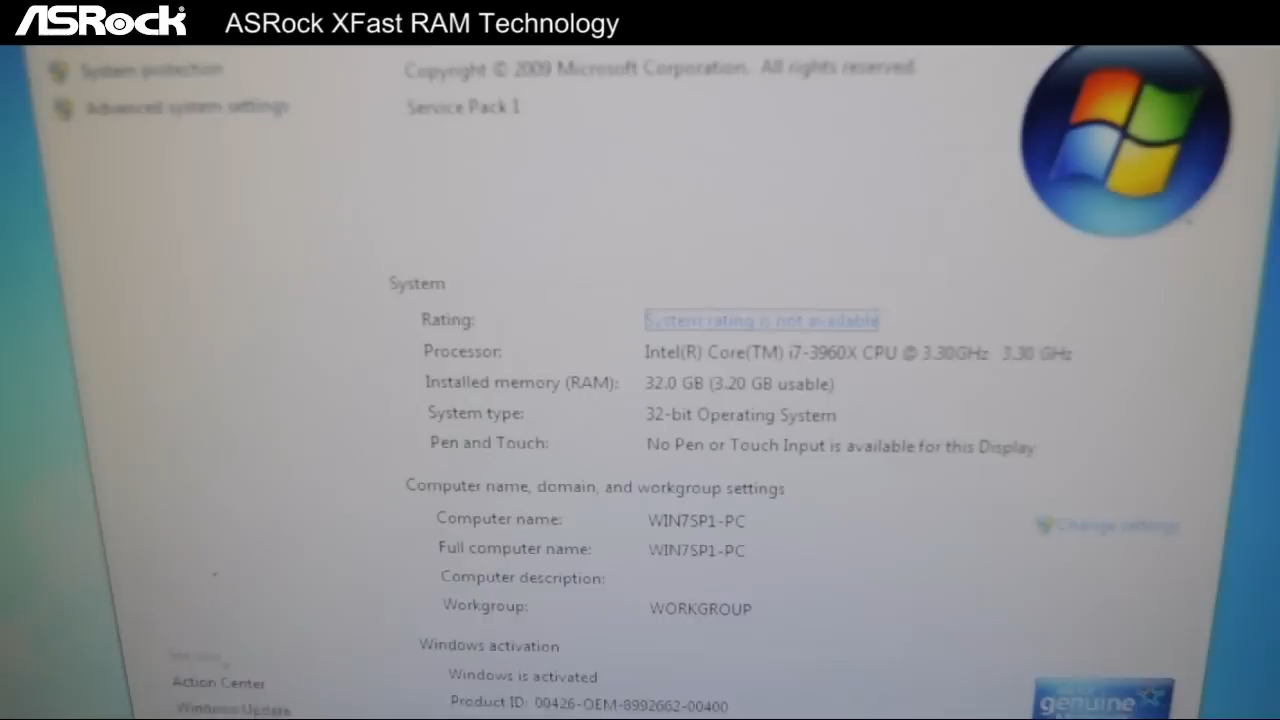 ASRock ASRock XFast RAM Technology
System protection
Copyright © 2009 Microsoft Corporation. All rights reserved.
Advanced system settings
Service Pack 1
System
Rating: System rating is not available
Processor: Intel(R) Core(TM) i7-3960X CPU @ 3.30GHz 3.30 GHz
Installed memory (RAM): 32.0 GB (3.20 GB usable)
System type: 32-bit Operating System
Pen and Touch: No Pen or Touch Input is available for this Display
Computer name, domain, and workgroup settings
Computer name: WIN7SP1-PC
Change settings
Full computer name: WIN7SP1-PC
Computer description:
Workgroup: WORKGROUP
Windows activation
Windows is activated
Action Center
Product ID: 00426-OEM-8992662-00400
Windows Update
genuine